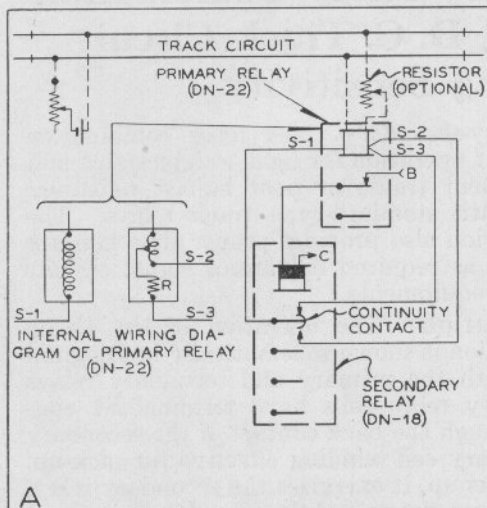 TRACK CIRCUIT
PRIMARY RELAY
(DN-22)
RESISTOR
(OPTIONAL)
S-1
S-2
S-3
B
C
S-2
R
S-1
S-3
INTERNAL WIRING DIA-
GRAM OF PRIMARY RELAY
(DN-22)
CONTINUITY
CONTACT
SECONDARY
RELAY
(DN-18)
A